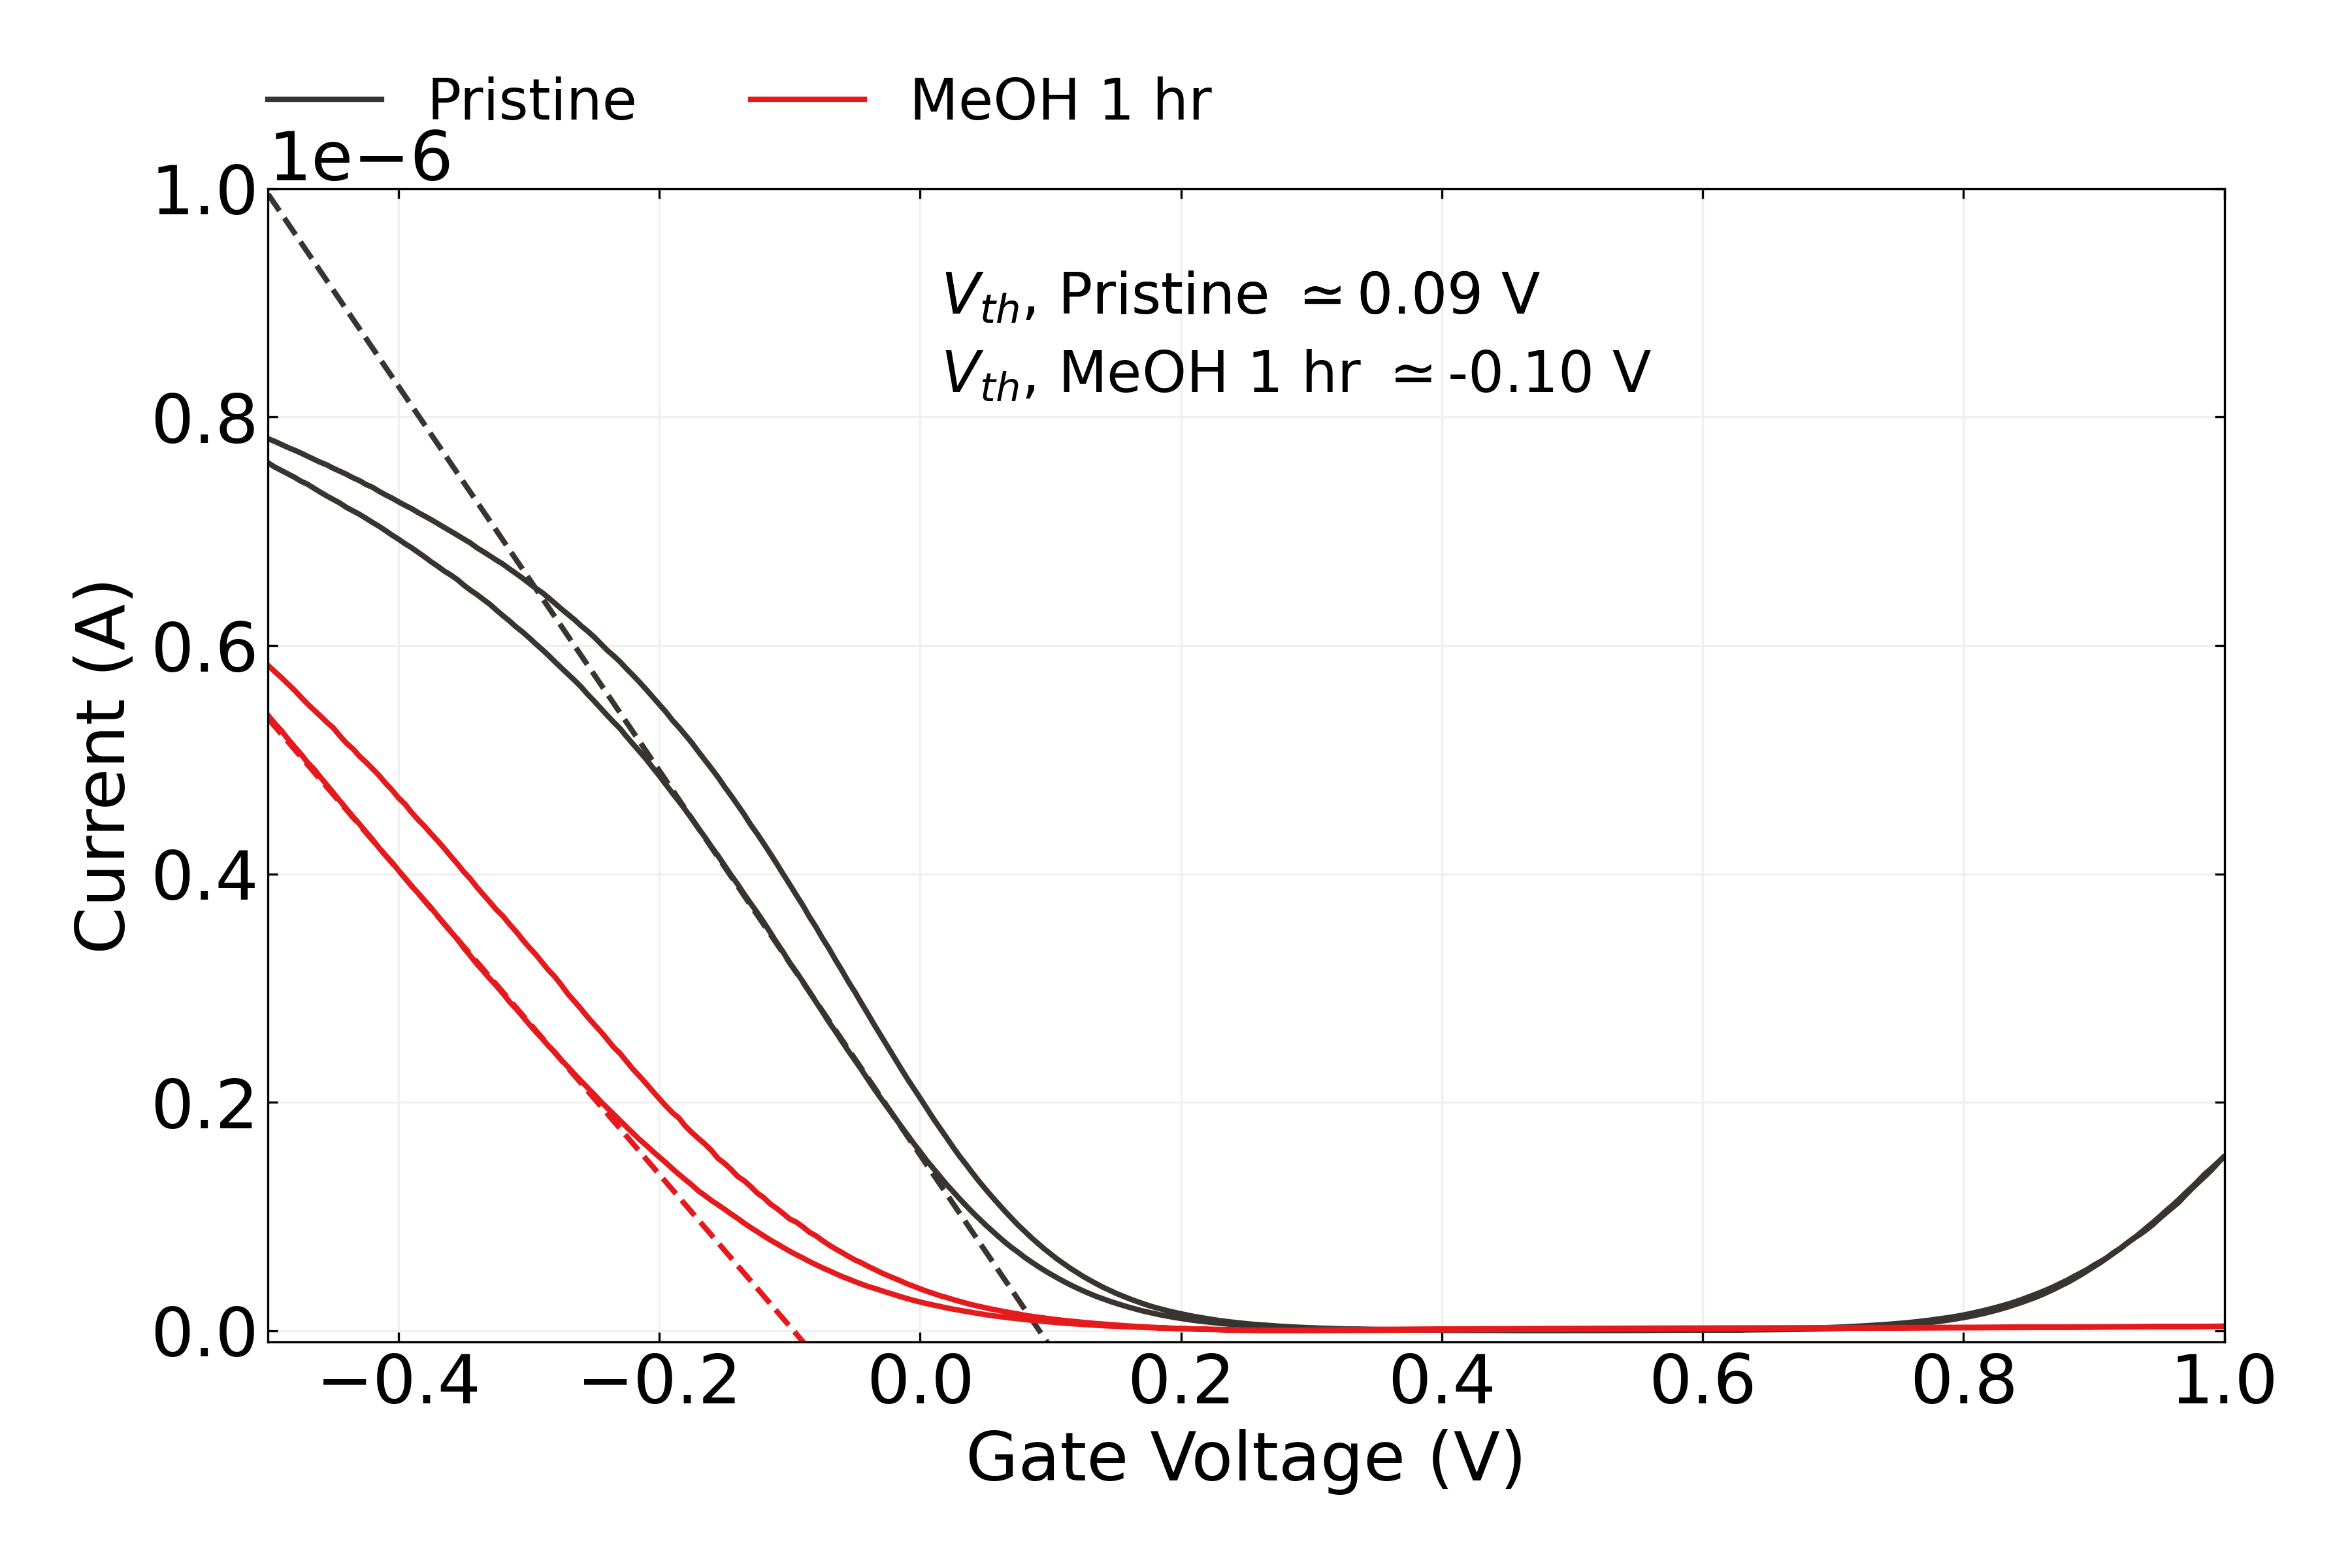 Pristine MeOH 1 hr
1e−6
1.0
0.8
0.6
0.4
0.2
0.0
Current (A)
V_th, Pristine ≃0.09 V
V_th, MeOH 1 hr ≃-0.10 V
−0.4 −0.2 0.0 0.2 0.4 0.6 0.8 1.0
Gate Voltage (V)